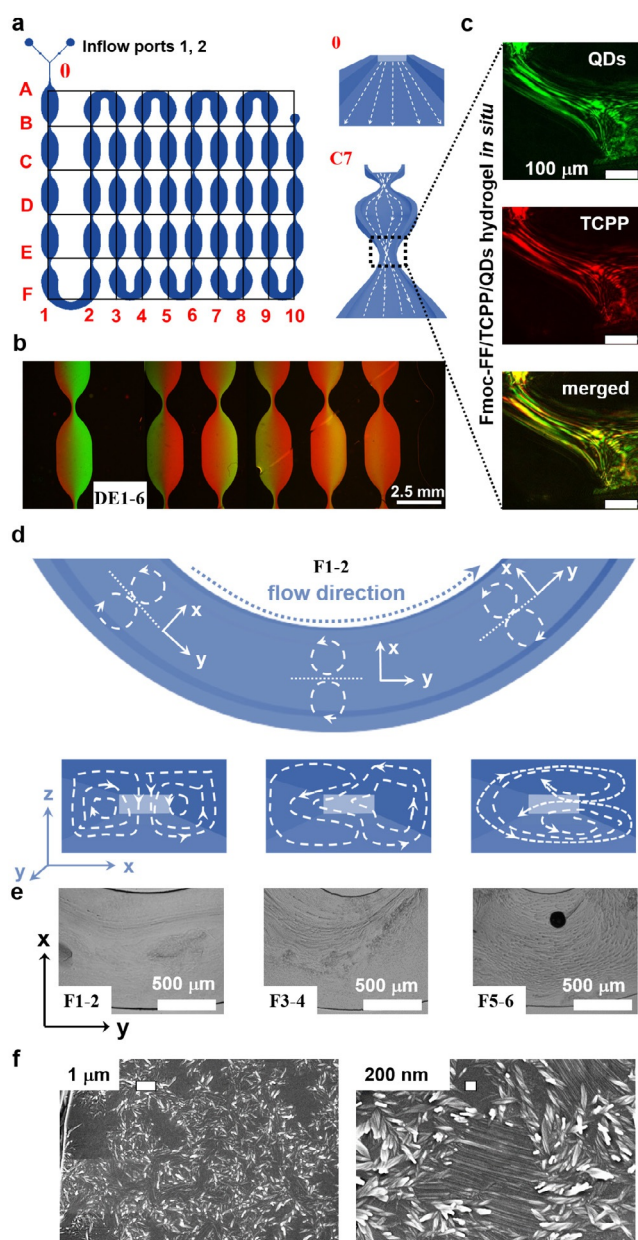 a
Inflow ports 1, 2
0
A
B
C
D
E
F
1 2 3 4 5 6 7 8 9 10
0
C7
c
QDs
100 μm
TCPP
merged
Fmoc-FF/TCPP/QDs hydrogel in situ
b
DE1-6
2.5 mm
d
F1-2
flow direction
x
y
x
y
x
y
z
y
x
e
x
y
F1-2
500 μm
F3-4
500 μm
F5-6
500 μm
f
1 μm
200 nm